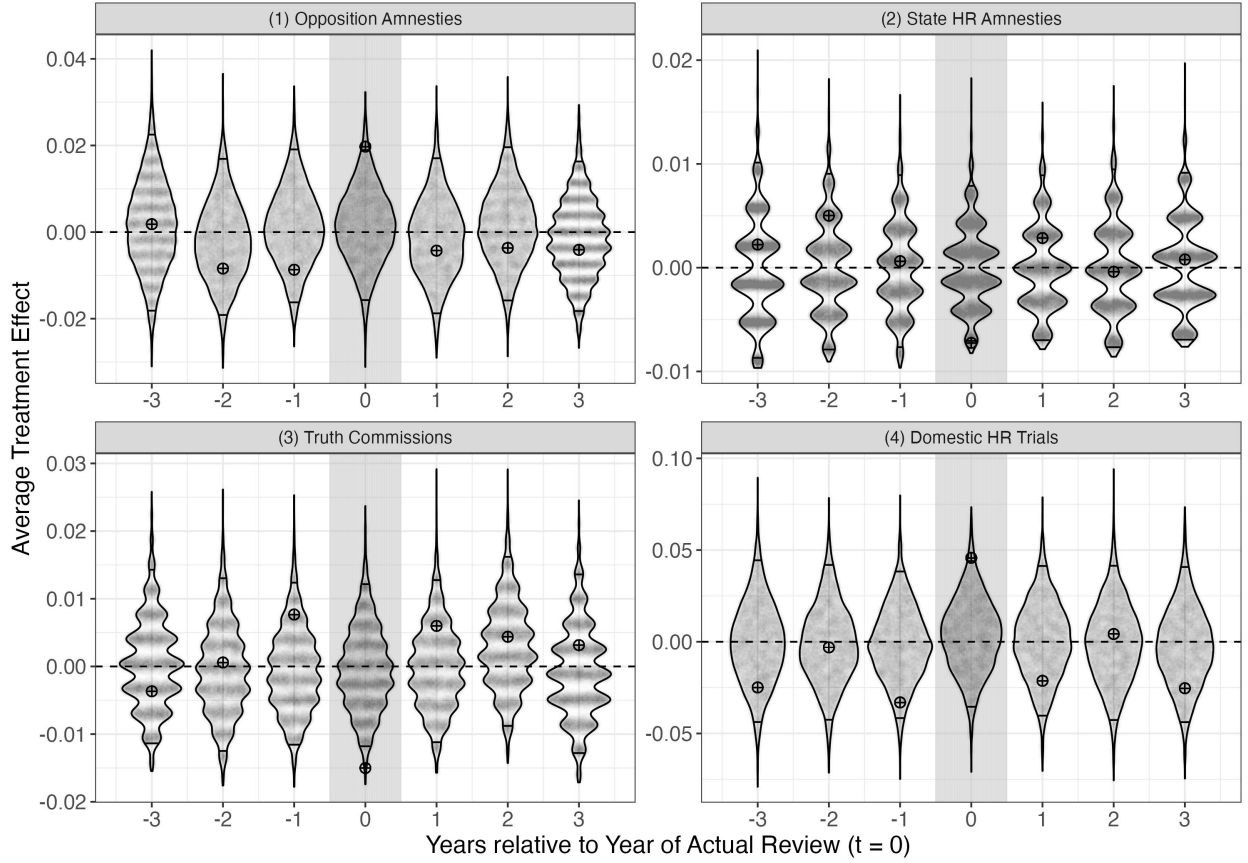 (1) Opposition Amnesties
(2) State HR Amnesties
0.04
0.02
0.00
-0.02
0.02
0.01
0.00
-0.01
-3 -2 -1 0 1 2 3
-3 -2 -1 0 1 2 3
Average Treatment Effect
(3) Truth Commissions
(4) Domestic HR Trials
0.03
0.02
0.01
0.00
-0.01
-0.02
0.10
0.05
0.00
-0.05
-3 -2 -1 0 1 2 3
-3 -2 -1 0 1 2 3
Years relative to Year of Actual Review (t = 0)